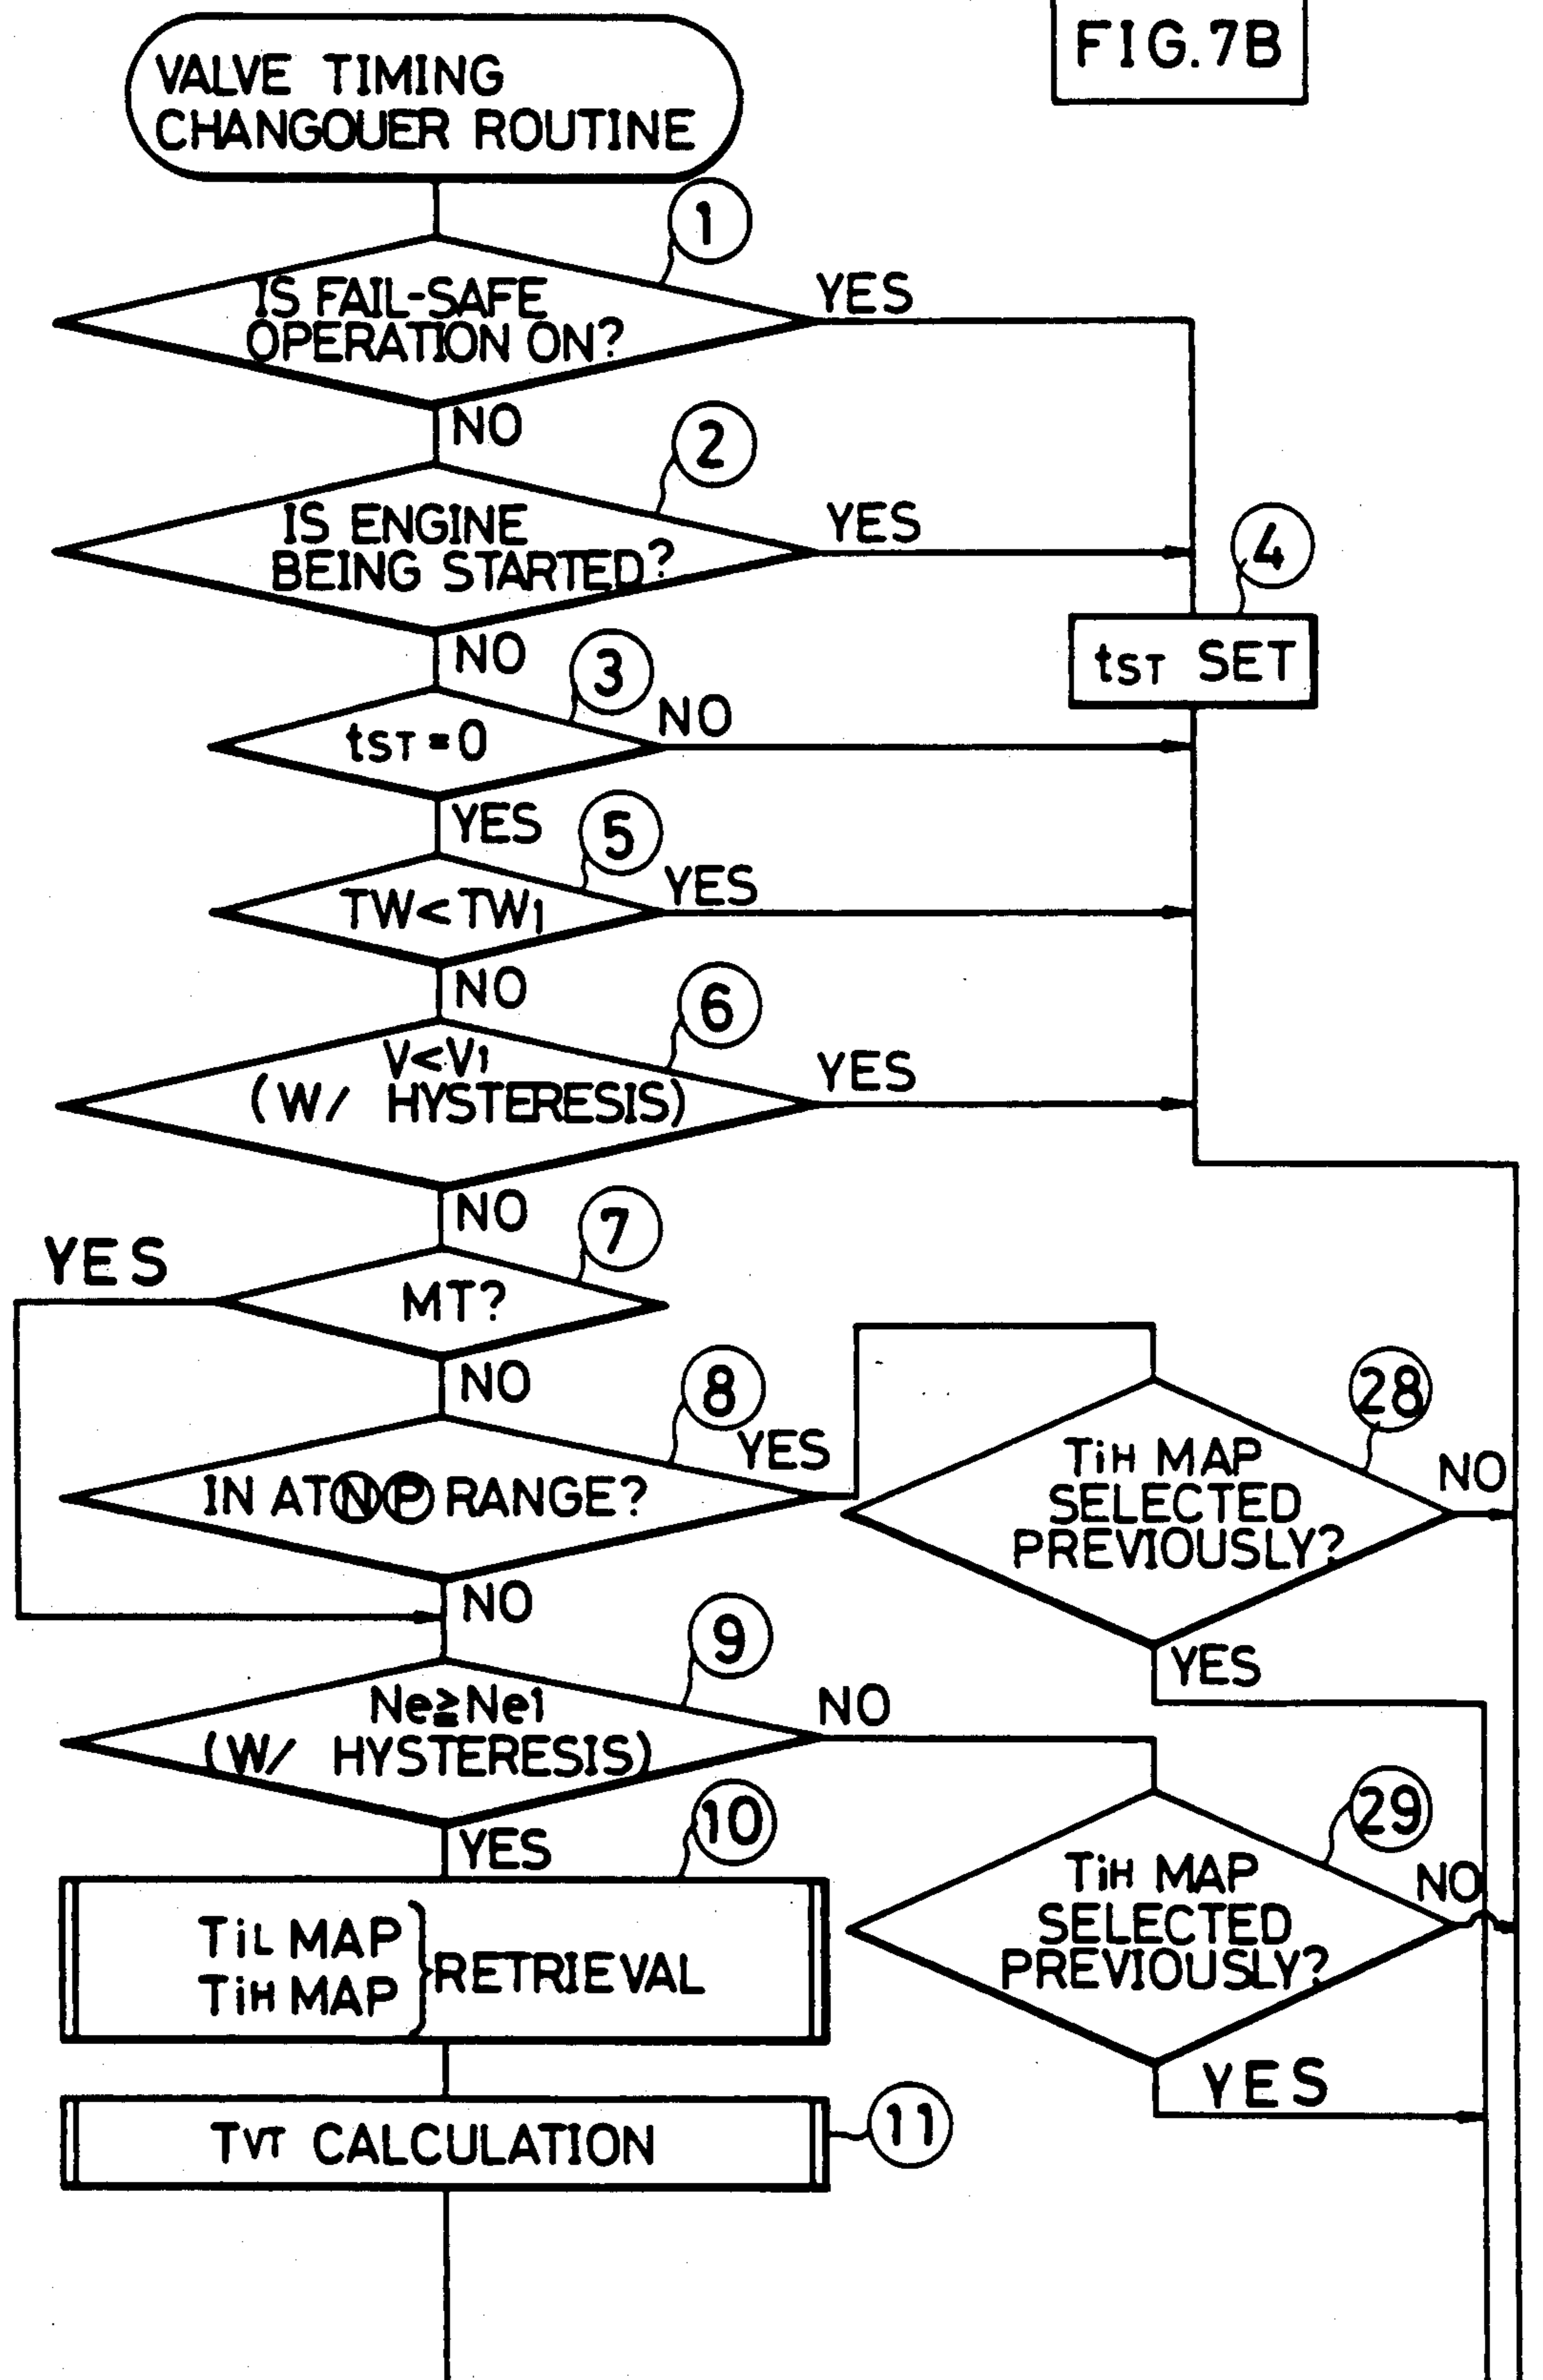 FIG.7B
VALVE TIMING
CHANGOUER ROUTINE
1
IS FAIL-SAFE
OPERATION ON?
YES
NO
2
IS ENGINE
BEING STARTED?
YES
4
tST SET
NO
3
tST=0
NO
YES
5
TW<TW1
YES
NO
6
V<V1
(W/ HYSTERESIS)
YES
NO
7
MT?
YES
NO
8
IN AT Ⓝ Ⓟ RANGE?
YES
28
TiH MAP
SELECTED
PREVIOUSLY?
NO
YES
NO
9
Ne≧Ne1
(W/ HYSTERESIS)
NO
YES
29
TiH MAP
SELECTED
PREVIOUSLY?
NO
YES
10
TiL MAP
TiH MAP
RETRIEVAL
TVT CALCULATION
11